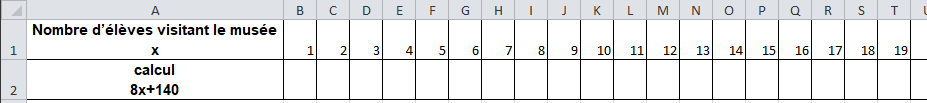 A B C D E F G H I J K L M N O P Q R S T
Nombre d'élèves visitant le musée
1 x 1 2 3 4 5 6 7 8 9 10 11 12 13 14 15 16 17 18 19
calcul
2 8x+140